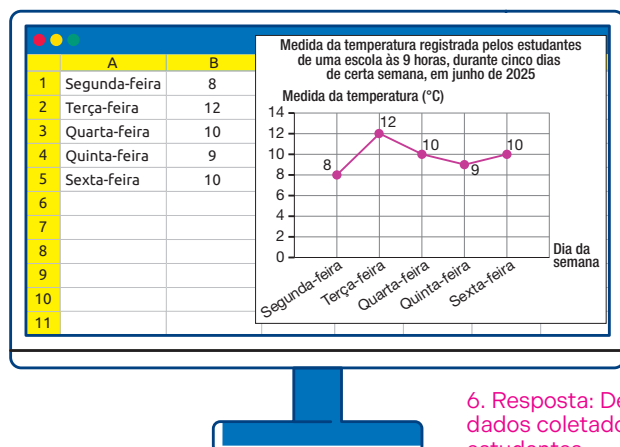 A B
1 Segunda-feira 8
2 Terça-feira 12
3 Quarta-feira 10
4 Quinta-feira 9
5 Sexta-feira 10
6
7
8
9
10
11
Medida da temperatura registrada pelos estudantes
de uma escola às 9 horas, durante cinco dias
de certa semana, em junho de 2025
Medida da temperatura (°C)
14
12
10
8
6
4
2
0
8
12
10
9
10
Segunda-feira
Terça-feira
Quarta-feira
Quinta-feira
Sexta-feira
Dia da
semana
6. Resposta: De
dados coletado
estudantes